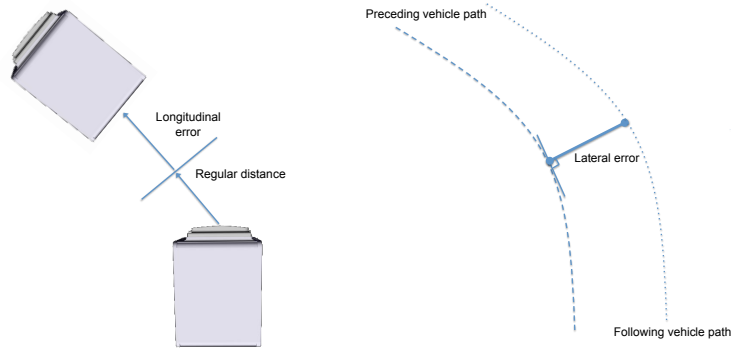 Preceding vehicle path
Longitudinal
error
Regular distance
Lateral error
Following vehicle path